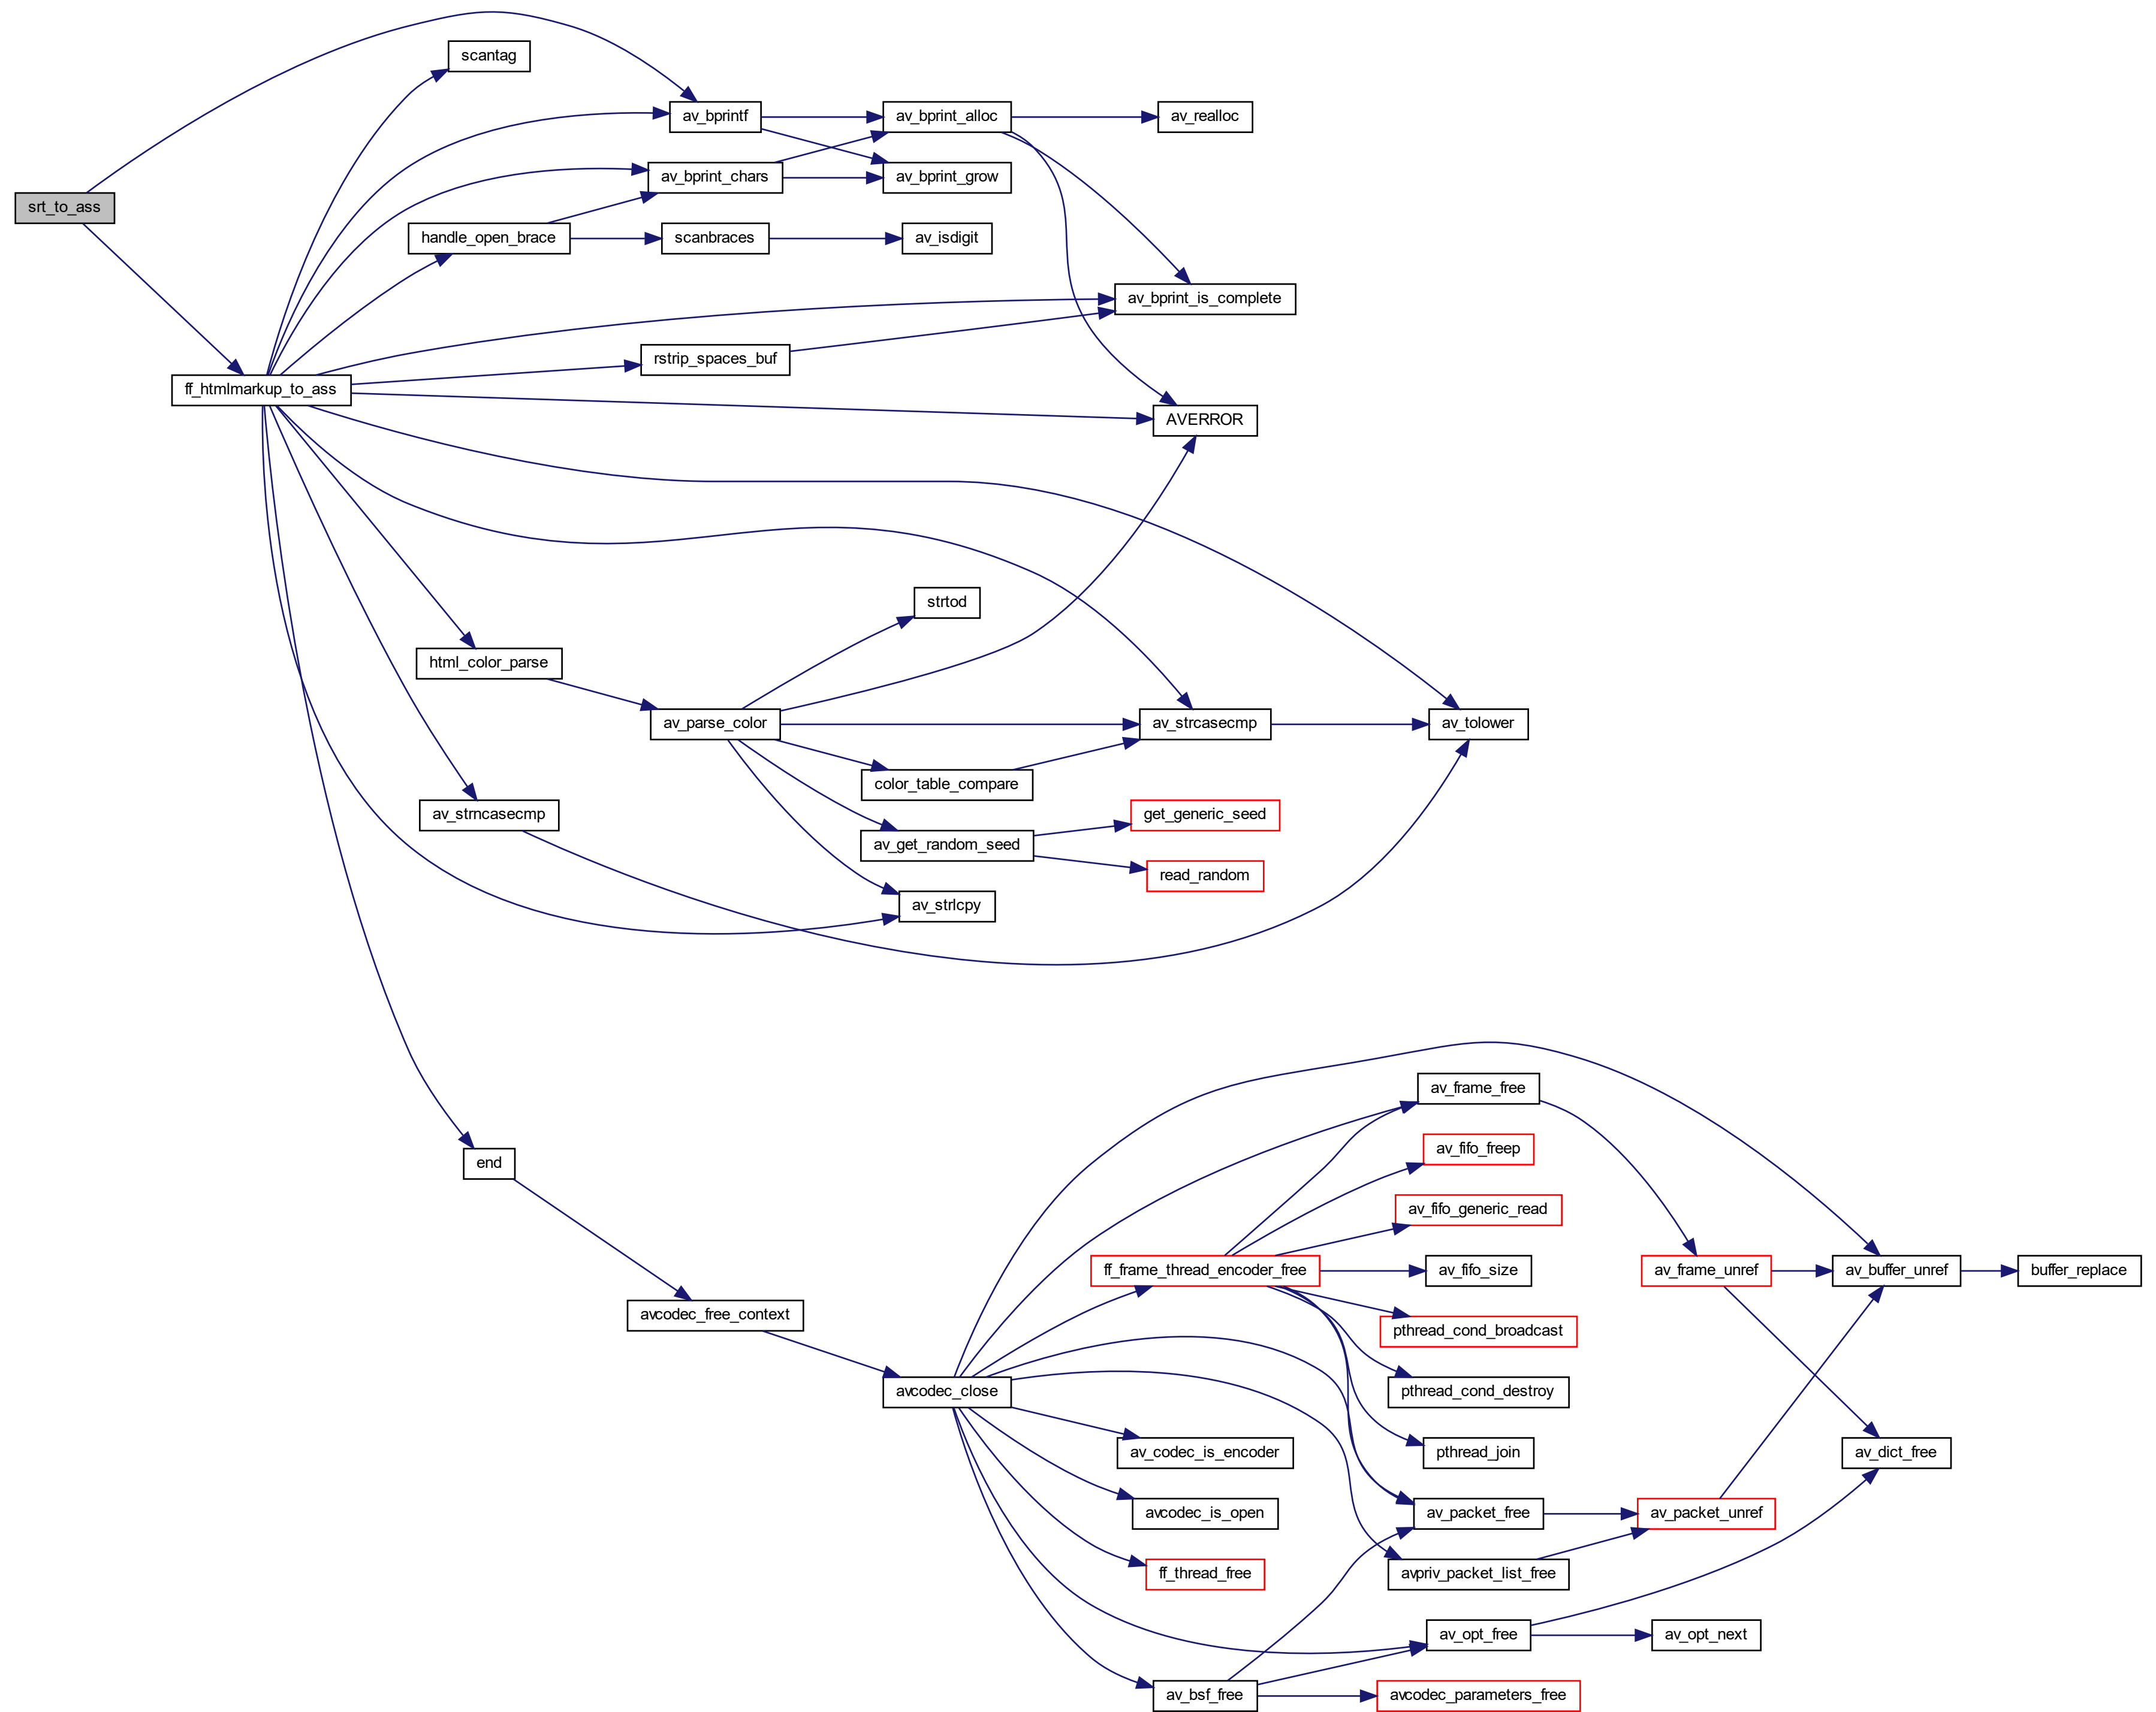 scantag
av_bprintf
av_bprint_alloc
av_realloc
av_bprint_chars
av_bprint_grow
srt_to_ass
handle_open_brace
scanbraces
av_isdigit
av_bprint_is_complete
rstrip_spaces_buf
ff_htmlmarkup_to_ass
AVERROR
strtod
html_color_parse
av_parse_color
av_strcasecmp
av_tolower
color_table_compare
av_strncasecmp
get_generic_seed
av_get_random_seed
read_random
av_strlcpy
av_frame_free
av_fifo_freep
end
av_fifo_generic_read
ff_frame_thread_encoder_free
av_fifo_size
av_frame_unref
av_buffer_unref
buffer_replace
avcodec_free_context
pthread_cond_broadcast
avcodec_close
pthread_cond_destroy
av_codec_is_encoder
pthread_join
av_dict_free
avcodec_is_open
av_packet_free
av_packet_unref
ff_thread_free
avpriv_packet_list_free
av_opt_free
av_opt_next
av_bsf_free
avcodec_parameters_free